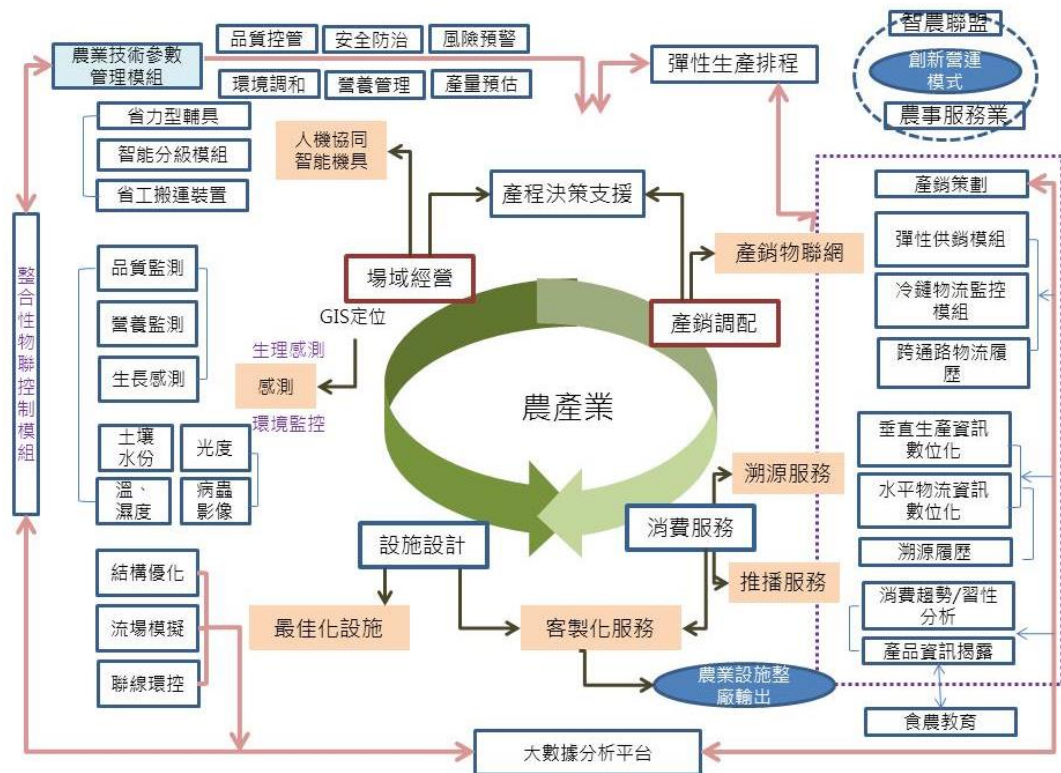 農業技術參數
管理模組
品質控管
安全防治
風險預警
環境調和
營養管理
產量預估
彈性生產排程
智農聯盟
創新營運
模式
農事服務業
省力型輔具
智能分級模組
省工搬運裝置
人機協同
智能機具
產程決策支援
產銷策劃
彈性供銷模組
冷鏈物流監控
模組
跨通路物流履
歷
產銷物聯網
場域經營
產銷調配
GIS定位
整合性物聯控制模組
品質監測
營養監測
生長感測
生理感測
感測
環境監控
農產業
土壤
水份
光度
溫、
濕度
病蟲
影像
垂直生產資訊
數位化
水平物流資訊
數位化
溯源履歷
溯源服務
消費服務
推播服務
設施設計
結構優化
流場模擬
聯線環控
最佳化設施
客製化服務
消費趨勢/習性
分析
產品資訊揭露
農業設施整
廠輸出
食農教育
大數據分析平台